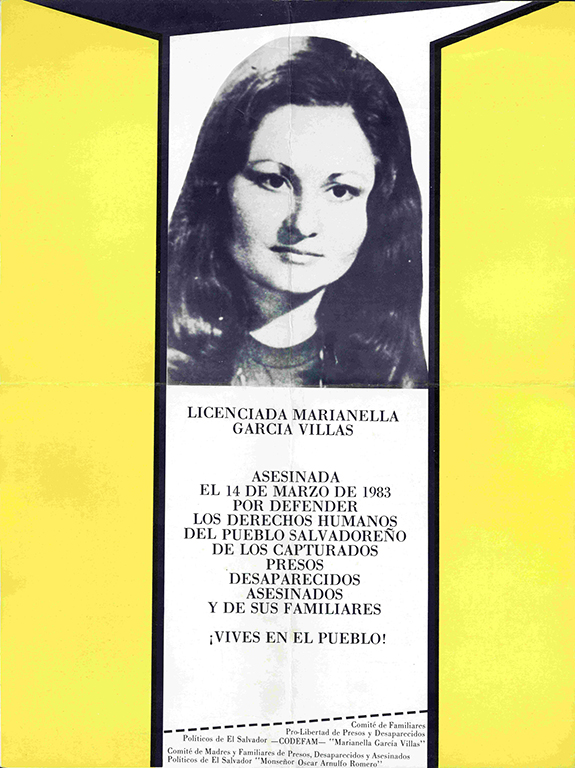 LICENCIADA MARIANELLA
GARCIA VILLAS
ASESINADA
EL 14 DE MARZO DE 1983
POR DEFENDER
LOS DERECHOS HUMANOS
DEL PUEBLO SALVADOREÑO
DE LOS CAPTURADOS
PRESOS
DESAPARECIDOS
ASESINADOS
Y DE SUS FAMILIARES
¡VIVES EN EL PUEBLO!
Comité de Familiares
Pro-Libertad de Presos y Desaparecidos
Políticos de El Salvador —CODEFAM— "Marianella García Villas"
Comité de Madres y Familiares de Presos, Desaparecidos y Asesinados
Políticos de El Salvador "Monseñor Oscar Arnulfo Romero"